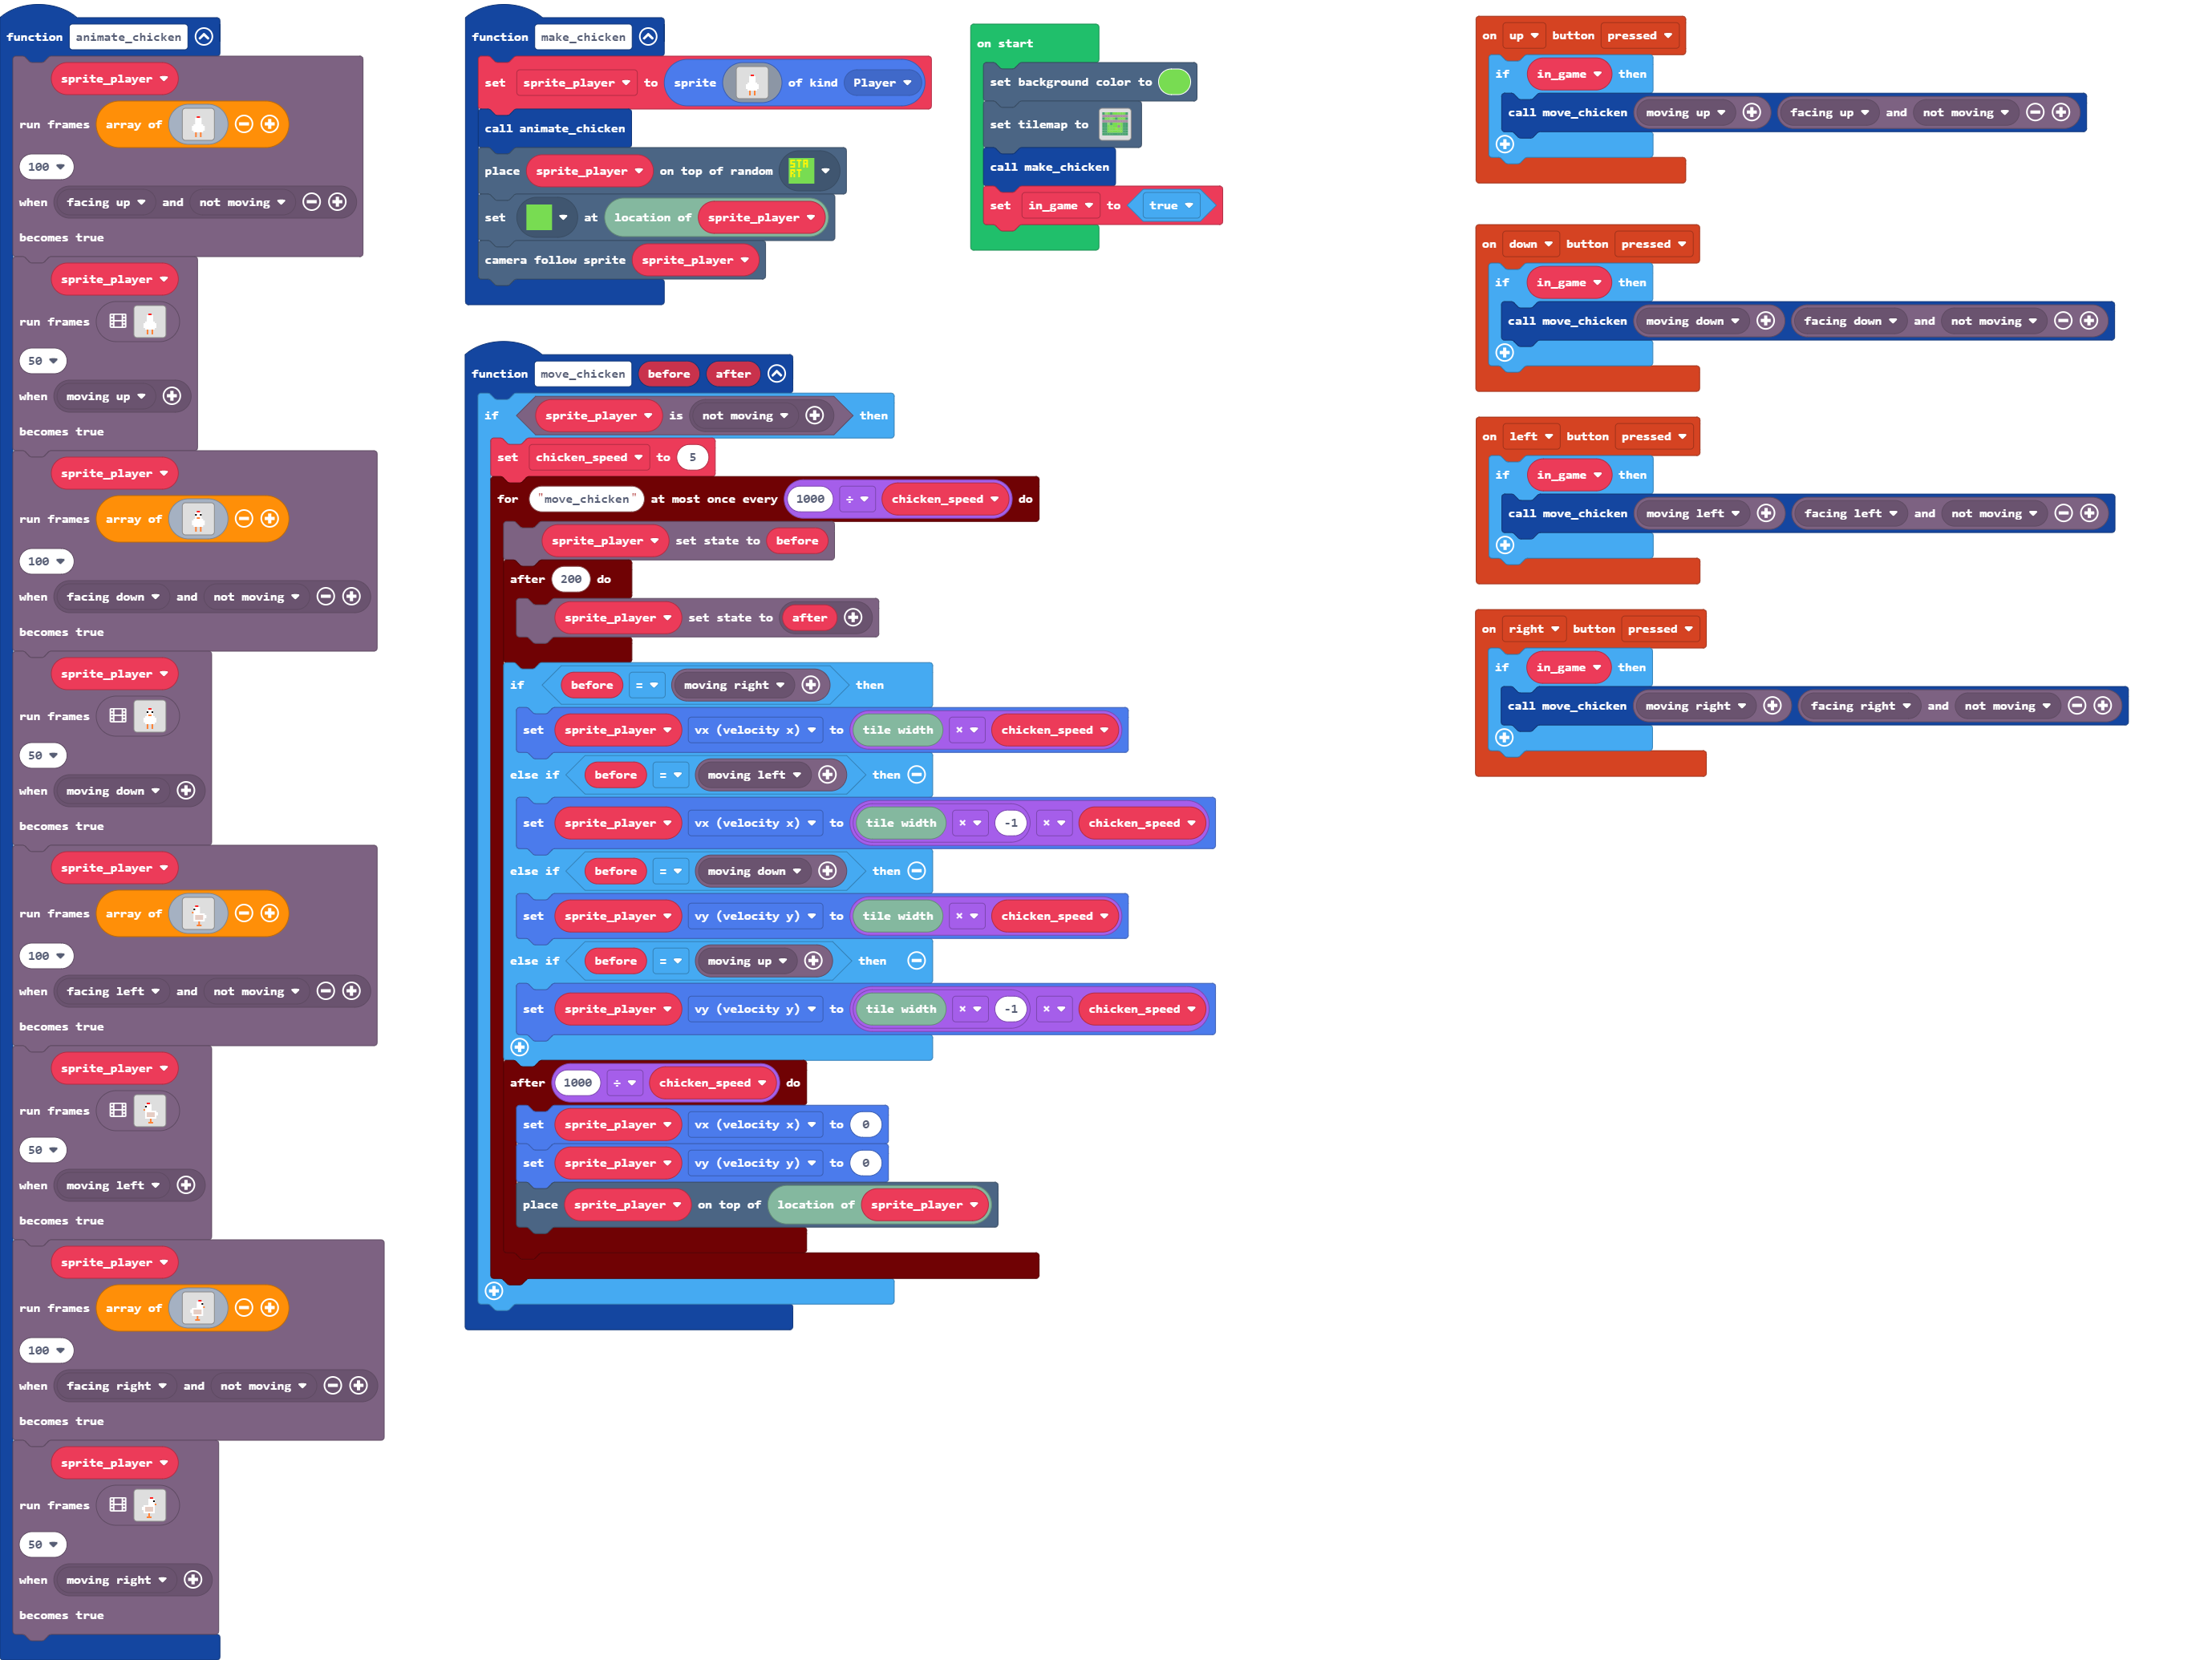 function animate_chicken
sprite_player
run frames array of
100
when facing up and not moving
becomes true
sprite_player
run frames
50
when moving up
becomes true
sprite_player
run frames array of
100
when facing down and not moving
becomes true
sprite_player
run frames
50
when moving down
becomes true
sprite_player
run frames array of
100
when facing left and not moving
becomes true
sprite_player
run frames
50
when moving left
becomes true
sprite_player
run frames array of
100
when facing right and not moving
becomes true
sprite_player
run frames
50
when moving right
becomes true
function make_chicken
set sprite_player to sprite of kind Player
call animate_chicken
place sprite_player on top of random STA
RT
set at location of sprite_player
camera follow sprite sprite_player
function move_chicken before after
if sprite_player is not moving then
set chicken_speed to 5
for "move_chicken" at most once every 1000 ÷ chicken_speed do
sprite_player set state to before
after 200 do
sprite_player set state to after
if before = moving right then
set sprite_player vx (velocity x) to tile width × chicken_speed
else if before = moving left then
set sprite_player vx (velocity x) to tile width × -1 × chicken_speed
else if before = moving down then
set sprite_player vy (velocity y) to tile width × chicken_speed
else if before = moving up then
set sprite_player vy (velocity y) to tile width × -1 × chicken_speed
after 1000 ÷ chicken_speed do
set sprite_player vx (velocity x) to 0
set sprite_player vy (velocity y) to 0
place sprite_player on top of location of sprite_player
on start
set background color to
set tilemap to
call make_chicken
set in_game to true
on up button pressed
if in_game then
call move_chicken moving up facing up and not moving
on down button pressed
if in_game then
call move_chicken moving down facing down and not moving
on left button pressed
if in_game then
call move_chicken moving left facing left and not moving
on right button pressed
if in_game then
call move_chicken moving right facing right and not moving